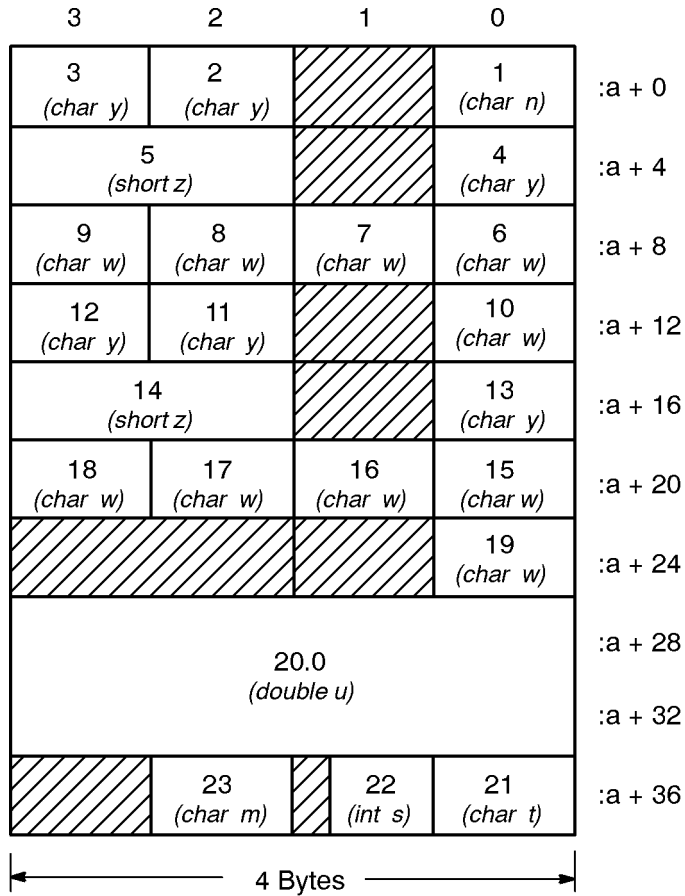 3 2 1 0
3 2 1 :a + 0
(char y) (char y) (char n)
5 4 :a + 4
(short z) (char y)
9 8 7 6 :a + 8
(char w) (char w) (char w) (char w)
12 11 10 :a + 12
(char y) (char y) (char w)
14 13 :a + 16
(short z) (char y)
18 17 16 15 :a + 20
(char w) (char w) (char w) (char w)
19 :a + 24
(char w)
:a + 28
20.0
(double u)
:a + 32
23 22 21 :a + 36
(char m) (int s) (char t)
4 Bytes